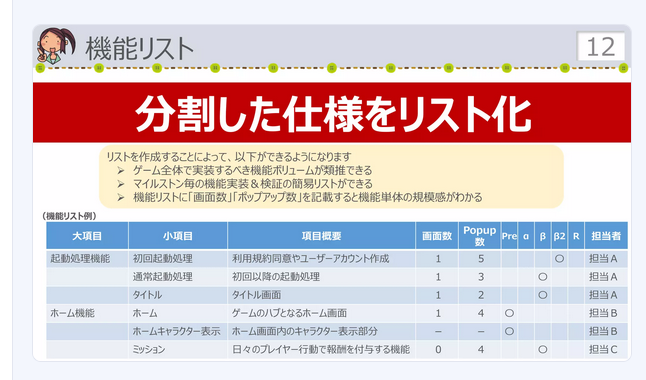 機能リスト
12
分割した仕様をリスト化
リストを作成することによって、以下ができるようになります
➤ ゲーム全体で実装するべき機能ボリュームが類推できる
➤ マイルストン毎の機能実装＆検証の簡易リストができる
➤ 機能リストに「画面数」「ポップアップ数」を記載すると機能単体の規模感がわかる
（機能リスト例）
大項目 小項目 項目概要 画面数 Popup数 Pre α β β2 R 担当者
起動処理機能 初回起動処理 利用規約同意やユーザーアカウント作成 1 5 ○ 担当A
通常起動処理 初回以降の起動処理 1 3 ○ 担当A
タイトル タイトル画面 1 2 ○ 担当A
ホーム機能 ホーム ゲームのハブとなるホーム画面 1 4 ○ 担当B
ホームキャラクター表示 ホーム画面内のキャラクター表示部分 － － ○ 担当B
ミッション 日々のプレイヤー行動で報酬を付与する機能 0 4 ○ 担当C